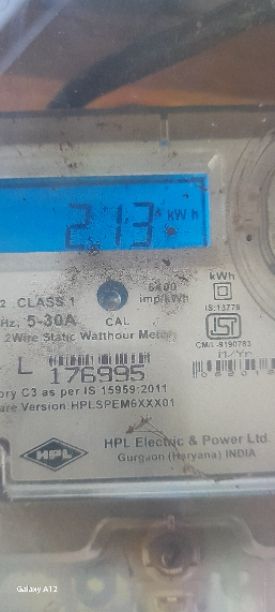 213 kWh
2 CLASS 1
6400 imp/kWh
kWh
IS:13779
Hz, 5-30A
CAL
2Wire Static Watthour Meter
ISI
CM/L-9190783
M/Yr
L 176995
ory C3 as per IS 15959:2011
are Version HPLSPEM6XXX01
HPL
HPL Electric & Power Ltd.
Gurgaon (Haryana) INDIA
Galaxy A12